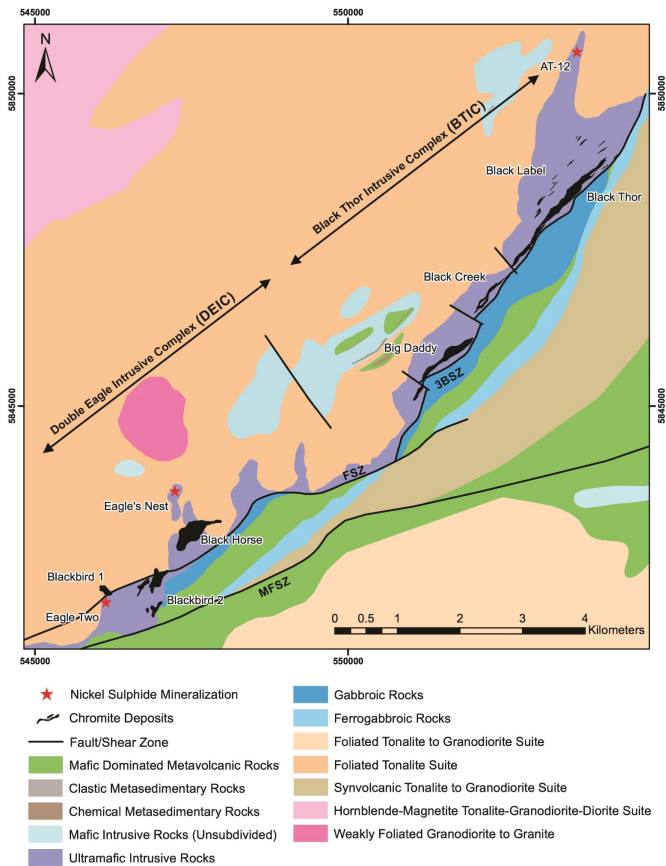 545000
550000
N
5850000
5850000
AT-12
Black Thor Intrusive Complex (BTIC)
Black Label
Black Thor
Black Creek
Double Eagle Intrusive Complex (DEIC)
Big Daddy
3BSZ
5845000
5845000
FSZ
Eagle's Nest
Black Horse
Blackbird 1
MFSZ
Blackbird 2
Eagle Two
0 0.5 1 2 3 4
Kilometers
545000
550000
Nickel Sulphide Mineralization
Chromite Deposits
Fault/Shear Zone
Mafic Dominated Metavolcanic Rocks
Clastic Metasedimentary Rocks
Chemical Metasedimentary Rocks
Mafic Intrusive Rocks (Unsubdivided)
Ultramafic Intrusive Rocks
Gabbroic Rocks
Ferrogabbroic Rocks
Foliated Tonalite to Granodiorite Suite
Foliated Tonalite Suite
Synvolcanic Tonalite to Granodiorite Suite
Hornblende-Magnetite Tonalite-Granodiorite-Diorite Suite
Weakly Foliated Granodiorite to Granite